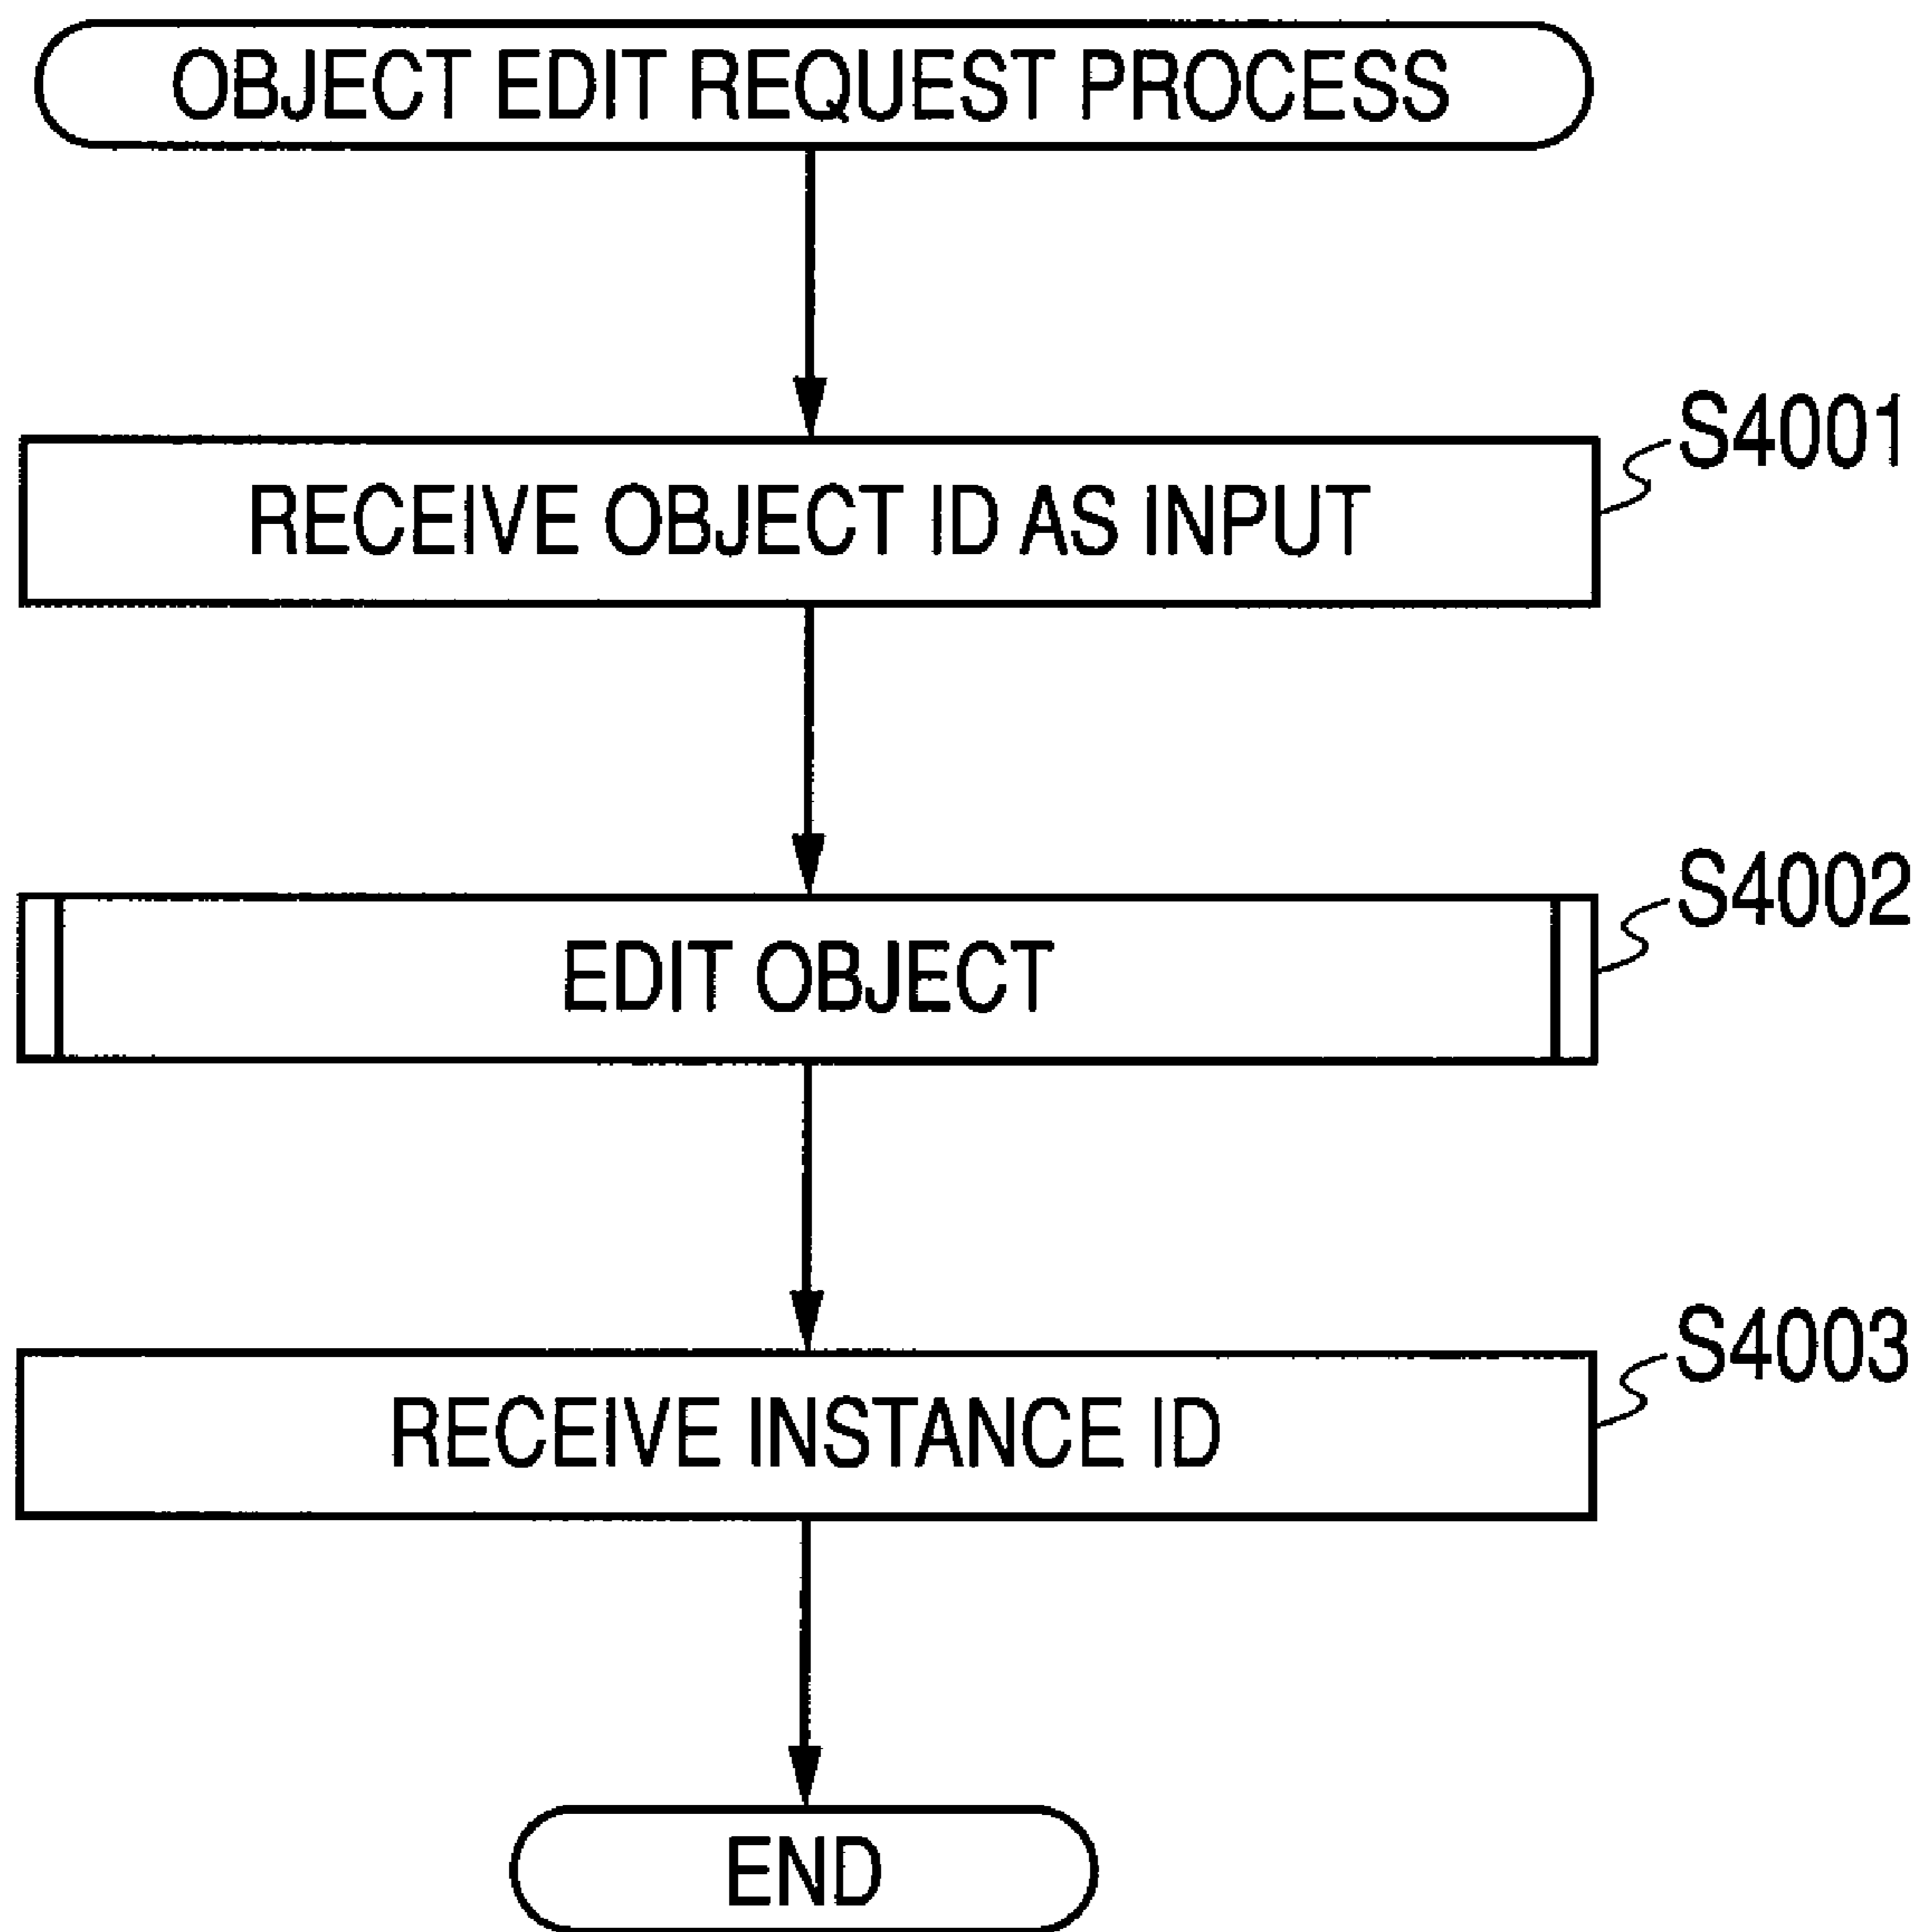 OBJECT EDIT REQUEST PROCESS
S4001
RECEIVE OBJECT ID AS INPUT
S4002
EDIT OBJECT
S4003
RECEIVE INSTANCE ID
END